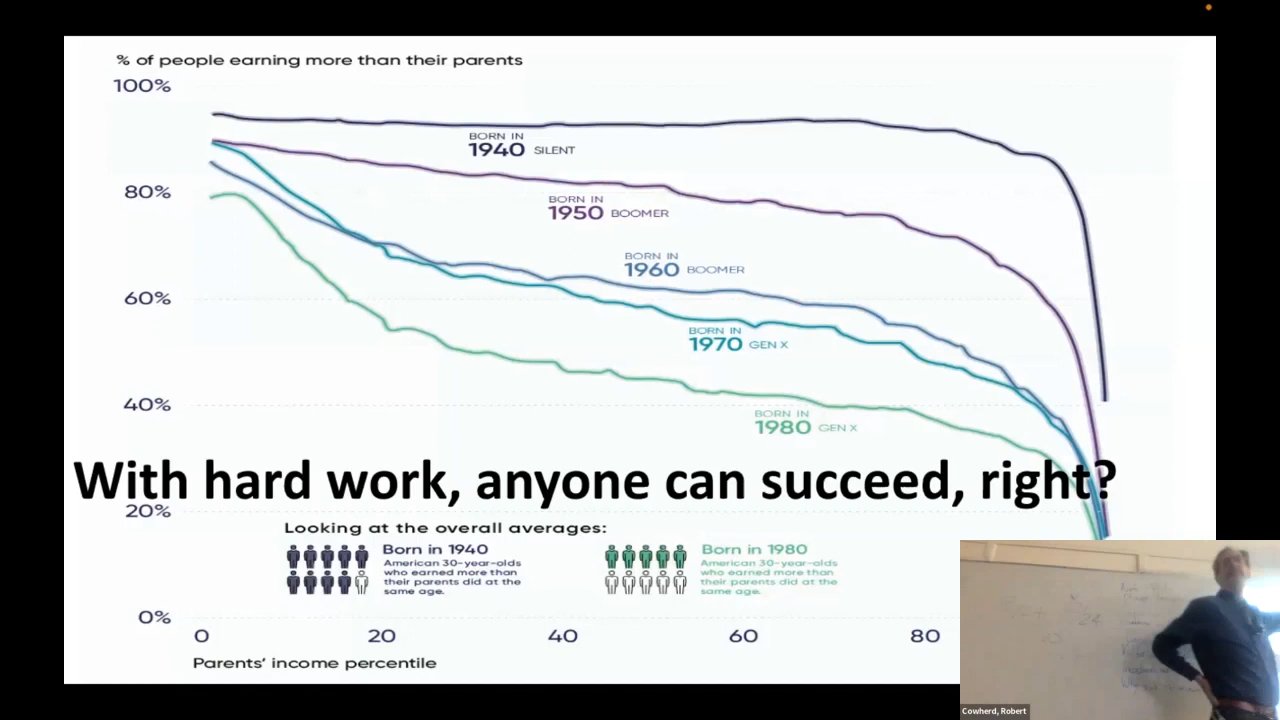 % of people earning more than their parents
100%
BORN IN
1940 SILENT
80%
BORN IN
1950 BOOMER
BORN IN
1960 BOOMER
60%
BORN IN
1970 GEN X
40%
BORN IN
1980 GEN X
With hard work, anyone can succeed, right?
20%
Looking at the overall averages:
Born in 1940
American 30-year-olds
who earned more than
their parents did at the
same age.
Born in 1980
American 30-year-olds
who earned more than
their parents did at the
same age.
0%
0 20 40 60 80
Parents' income percentile
Cowherd, Robert